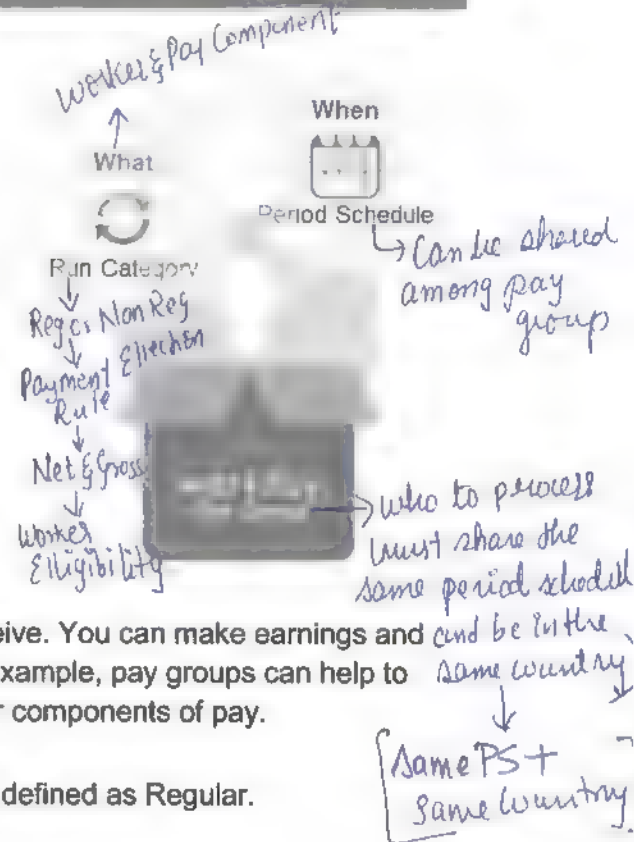 Worker & Pay Component
What
Run Category
Reg or Non Reg
Payment Ellection
Rule
Net & Gross
Worker
Elligibility
When
Period Schedule
Can be shared
among pay
group
who to process
must share the
same period schedul
and be in the
same country
Same PS +
Same Country
eive. You can make earnings and
xample, pay groups can help to
r components of pay.
defined as Regular.